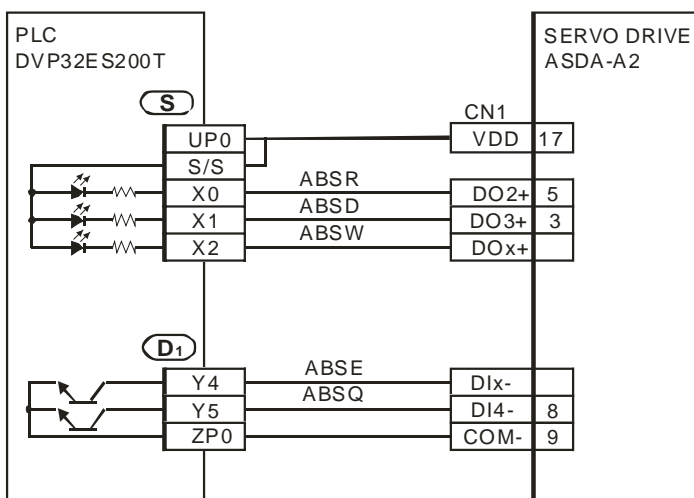 PLC
DVP32ES200T
SERVO DRIVE
ASDA-A2
S
CN1
UP0
VDD 17
S/S
X0 ABSR DO2+ 5
X1 ABSD DO3+ 3
X2 ABSW DOx+
D1
Y4 ABSE DIx-
Y5 ABSQ DI4- 8
ZP0 COM- 9